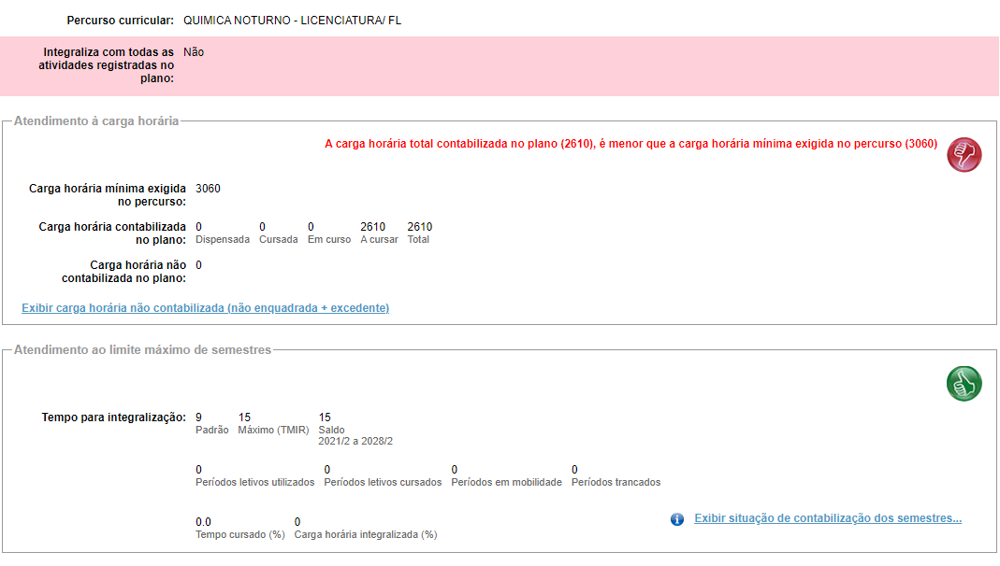 Percurso curricular: QUIMICA NOTURNO - LICENCIATURA/ FL
Integraliza com todas as Não
atividades registradas no
plano:
Atendimento à carga horária
A carga horária total contabilizada no plano (2610), é menor que a carga horária mínima exigida no percurso (3060)
Carga horária mínima exigida 3060
no percurso:
Carga horária contabilizada 0 0 0 2610 2610
no plano: Dispensada Cursada Em curso A cursar Total
Carga horária não 0
contabilizada no plano:
Exibir carga horária não contabilizada (não enquadrada + excedente)
Atendimento ao limite máximo de semestres
Tempo para integralização: 9 15 15
Padrão Máximo (TMIR) Saldo
2021/2 a 2028/2
0 0 0 0
Períodos letivos utilizados Períodos letivos cursados Períodos em mobilidade Períodos trancados
0.0 0 Exibir situação de contabilização dos semestres...
Tempo cursado (%) Carga horária integralizada (%)